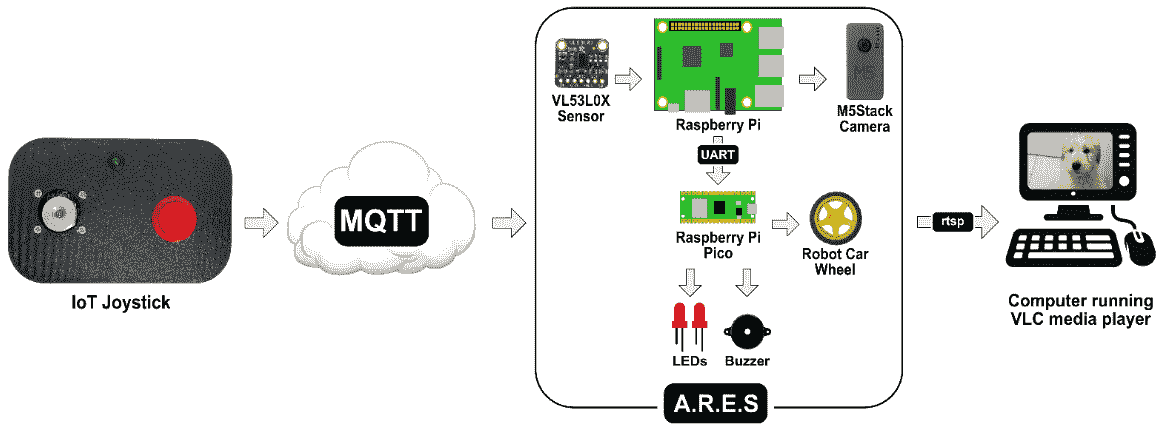 IoT Joystick
MQTT
VL53L0X
Sensor
Raspberry Pi
M5
M5Stack
Camera
UART
Raspberry Pi
Pico
Robot Car
Wheel
LEDs
Buzzer
A.R.E.S
rtsp
Computer running
VLC media player